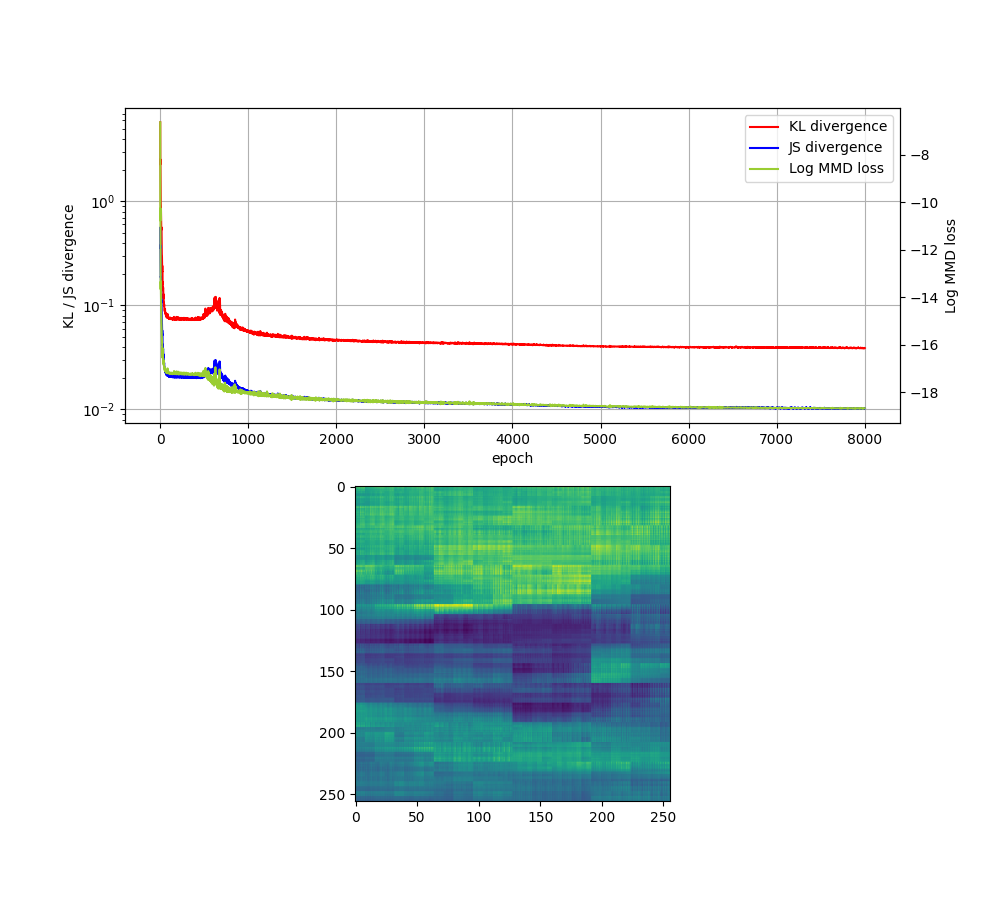 KL divergence
JS divergence
Log MMD loss
10⁰
10⁻¹
10⁻²
KL / JS divergence
−8
−10
−12
−14
−16
−18
Log MMD loss
0 1000 2000 3000 4000 5000 6000 7000 8000
epoch
0
50
100
150
200
250
0 50 100 150 200 250